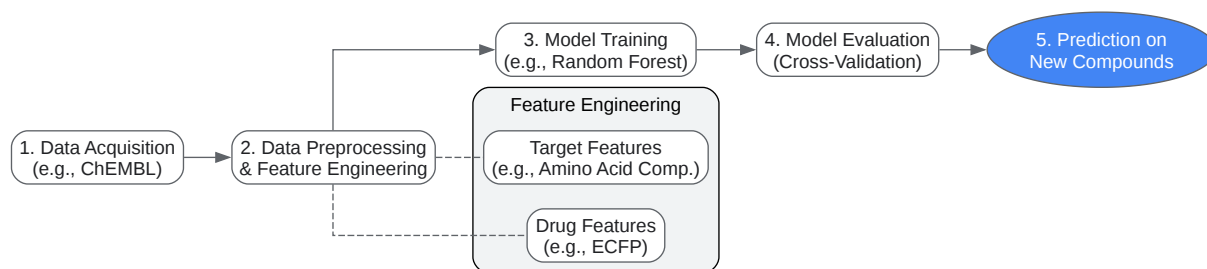 1. Data Acquisition
(e.g., ChEMBL)
2. Data Preprocessing
& Feature Engineering
3. Model Training
(e.g., Random Forest)
4. Model Evaluation
(Cross-Validation)
5. Prediction on
New Compounds
Feature Engineering
Target Features
(e.g., Amino Acid Comp.)
Drug Features
(e.g., ECFP)